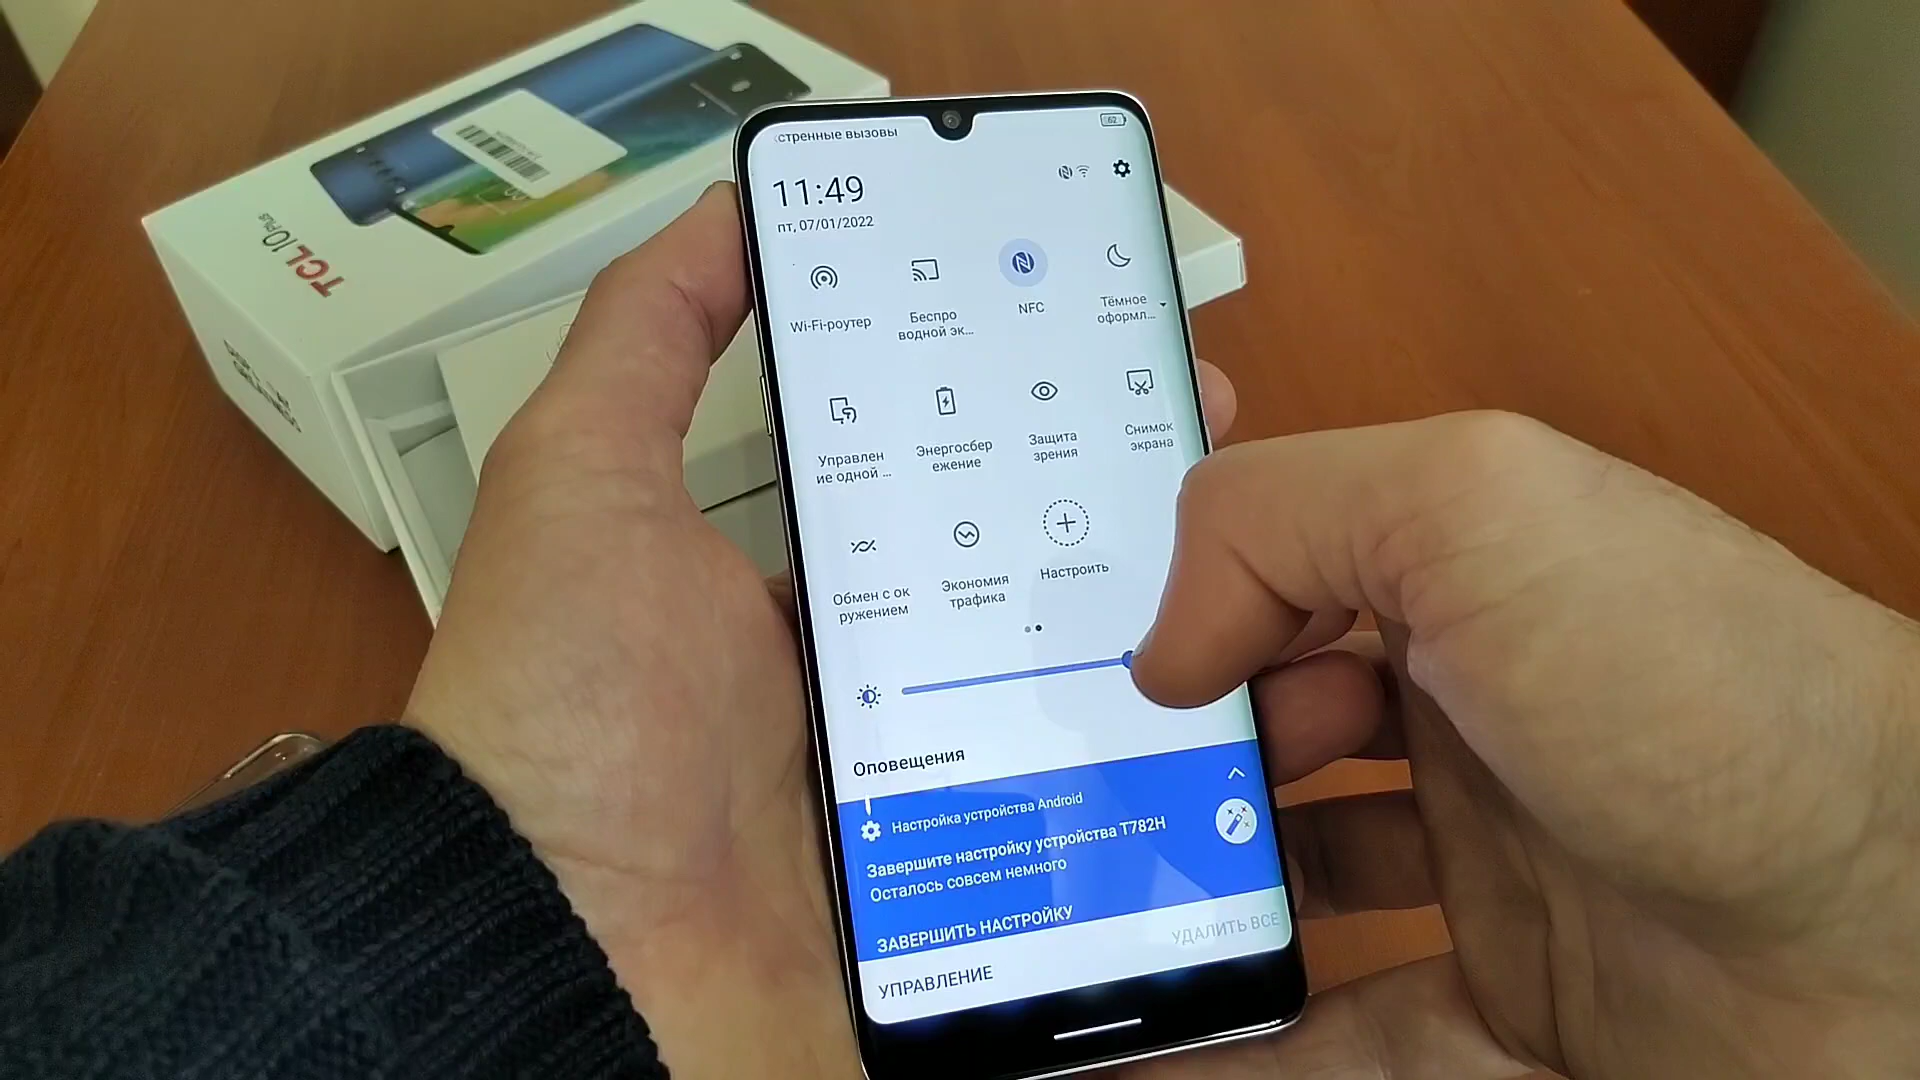 TCL 10 Plus
стренные вызовы
62
11:49
пт, 07/01/2022
Wi-Fi-роутер
Беспро
водной эк...
NFC
Тёмное
оформл...
Управлен
ие одной ...
Энергосбер
ежение
Защита
зрения
Снимок
экрана
Обмен с ок
ружением
Экономия
трафика
Настроить
Оповещения
Настройка устройства Android
Завершите настройку устройства T782H
Осталось совсем немного
ЗАВЕРШИТЬ НАСТРОЙКУ
УДАЛИТЬ ВСЕ
УПРАВЛЕНИЕ